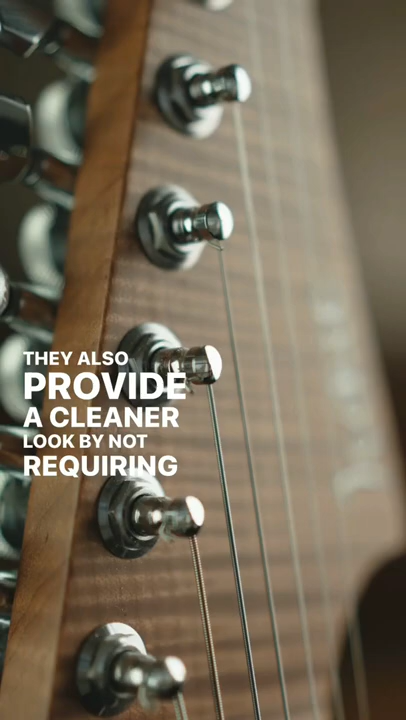 THEY ALSO
PROVIDE
A CLEANER
LOOK BY NOT
REQUIRING